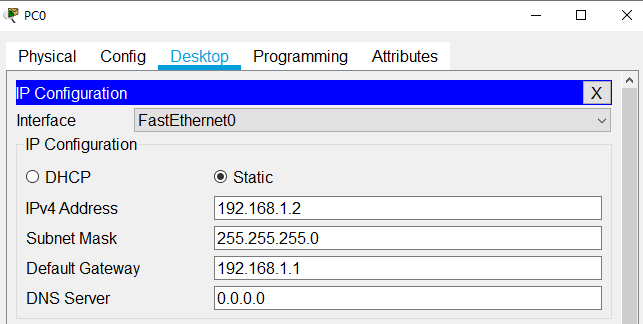 PC0
Physical Config Desktop Programming Attributes
IP Configuration X
Interface FastEthernet0
IP Configuration
DHCP Static
IPv4 Address 192.168.1.2
Subnet Mask 255.255.255.0
Default Gateway 192.168.1.1
DNS Server 0.0.0.0